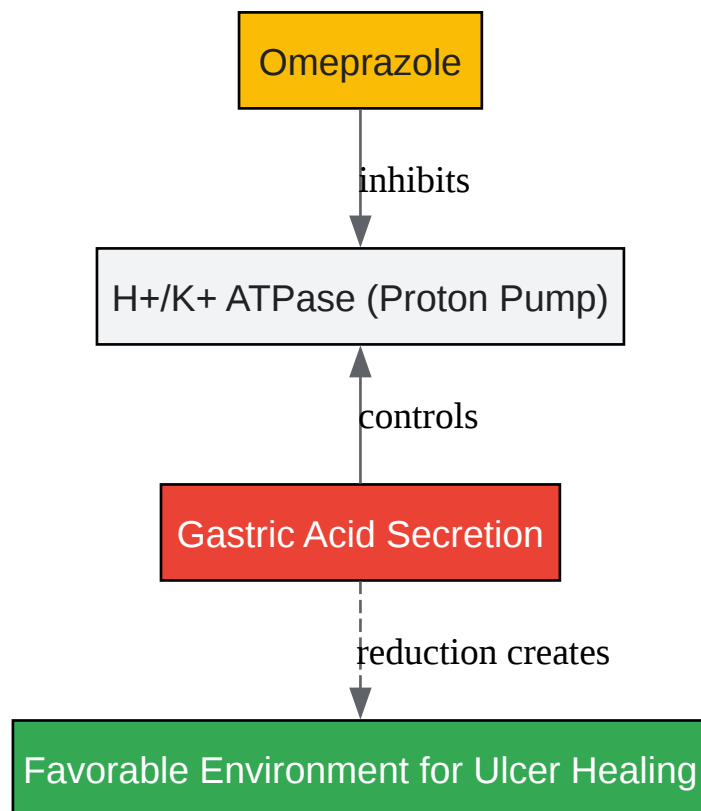 Omeprazole
inhibits
H+/K+ ATPase (Proton Pump)
controls
Gastric Acid Secretion
reduction creates
Favorable Environment for Ulcer Healing